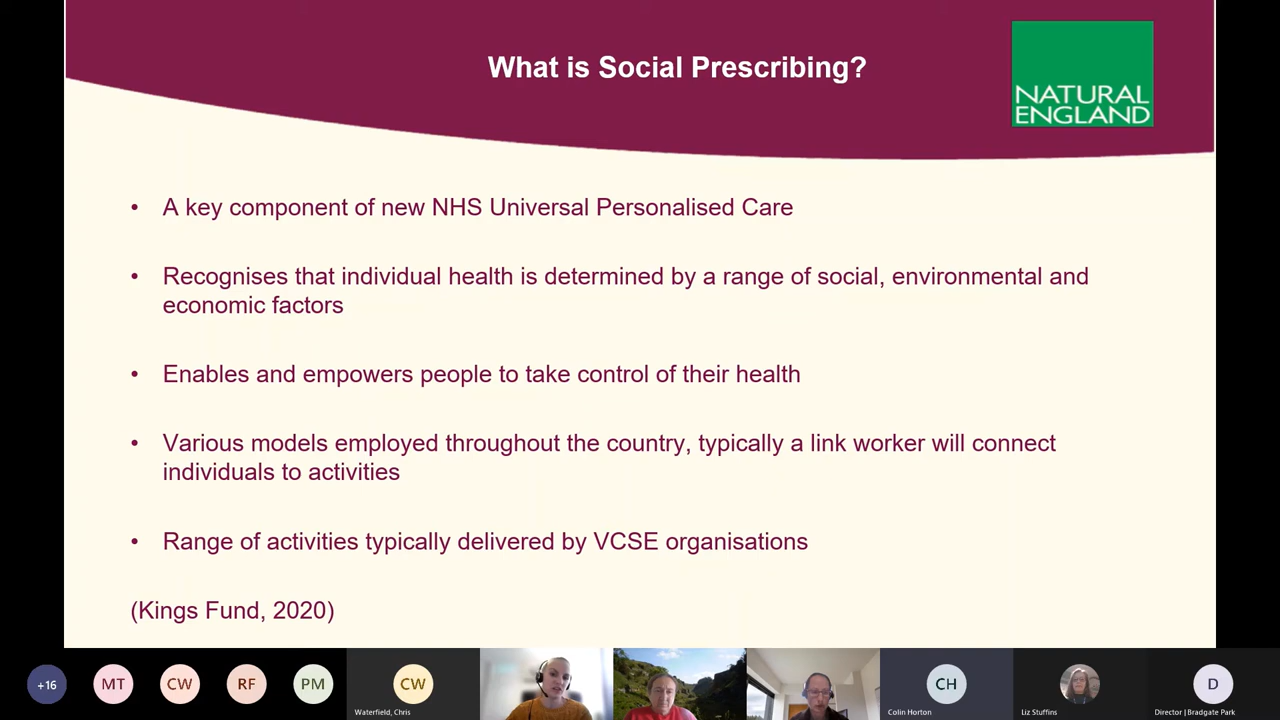 What is Social Prescribing?
NATURAL
ENGLAND
• A key component of new NHS Universal Personalised Care
• Recognises that individual health is determined by a range of social, environmental and
economic factors
• Enables and empowers people to take control of their health
• Various models employed throughout the country, typically a link worker will connect
individuals to activities
• Range of activities typically delivered by VCSE organisations
(Kings Fund, 2020)
+16
MT
CW
RF
PM
CW
Waterfield, Chris
CH
Colin Horton
Liz Stuffins
D
Director | Bradgate Park